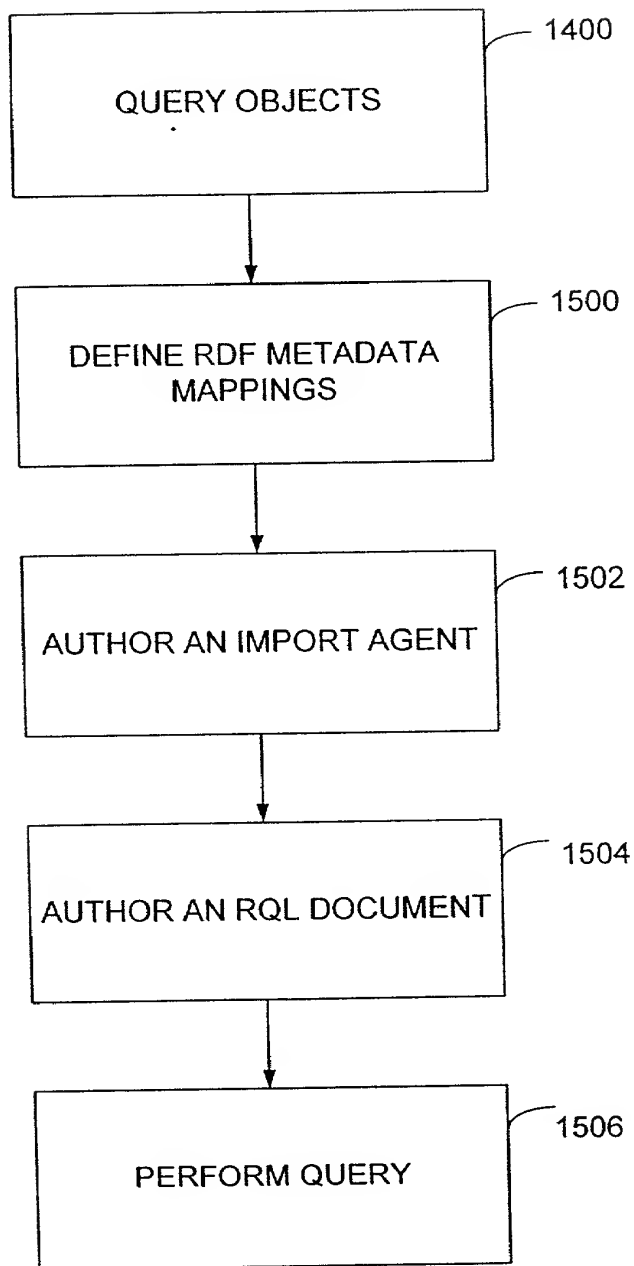 1400
QUERY OBJECTS
1500
DEFINE RDF METADATA
MAPPINGS
1502
AUTHOR AN IMPORT AGENT
1504
AUTHOR AN RQL DOCUMENT
1506
PERFORM QUERY